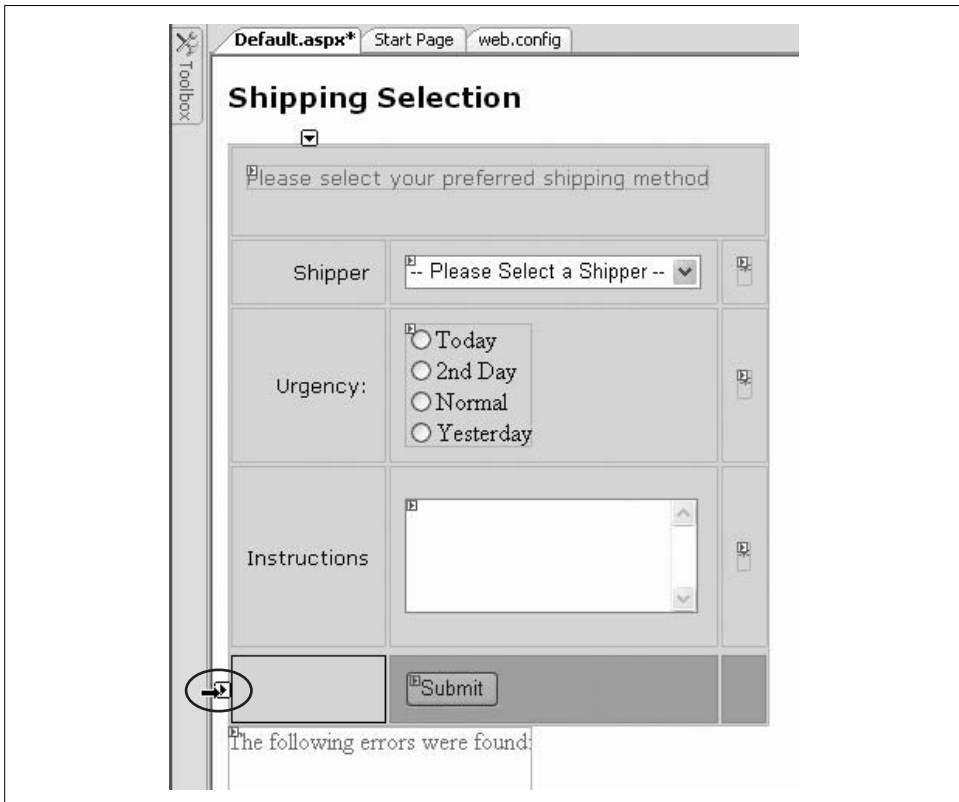 Toolbox
Default.aspx* Start Page web.config
Shipping Selection
Please select your preferred shipping method
Shipper -- Please Select a Shipper --
Urgency:
Today
2nd Day
Normal
Yesterday
Instructions
Submit
The following errors were found: